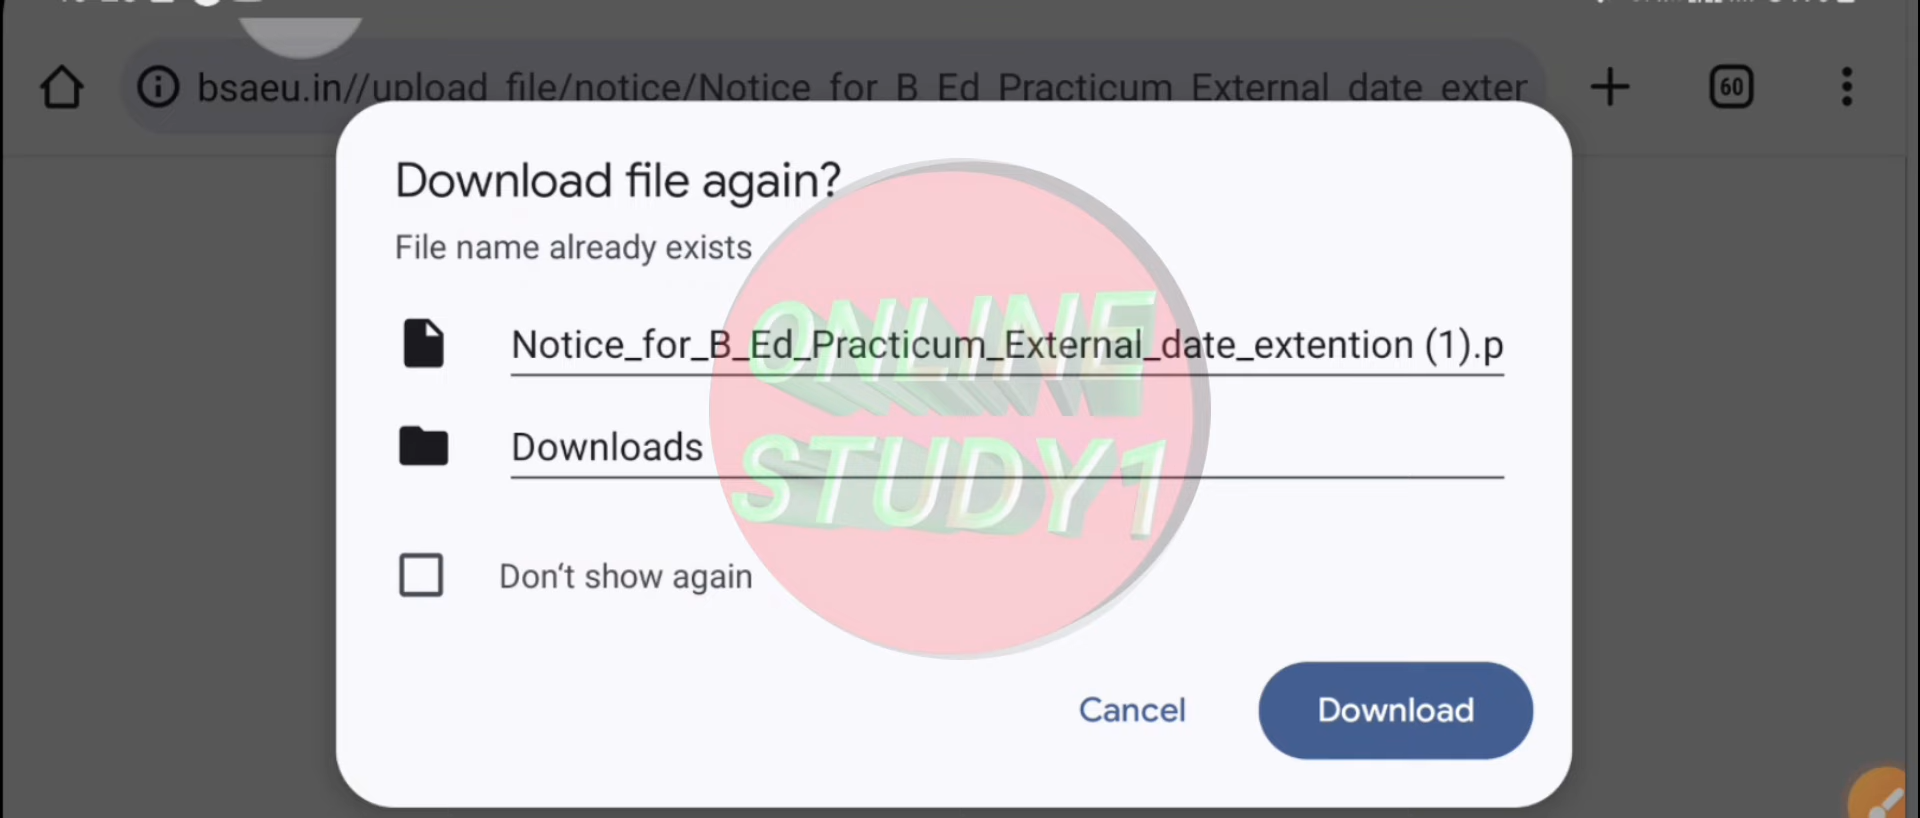 bsaeu.in//upload_file/notice/Notice_for_B_Ed_Practicum_External_date_exter
60
Download file again?
File name already exists
Notice_for_B_Ed_Practicum_External_date_extention (1).p
Downloads
Don't show again
Cancel
Download
ONLINE
STUDY1